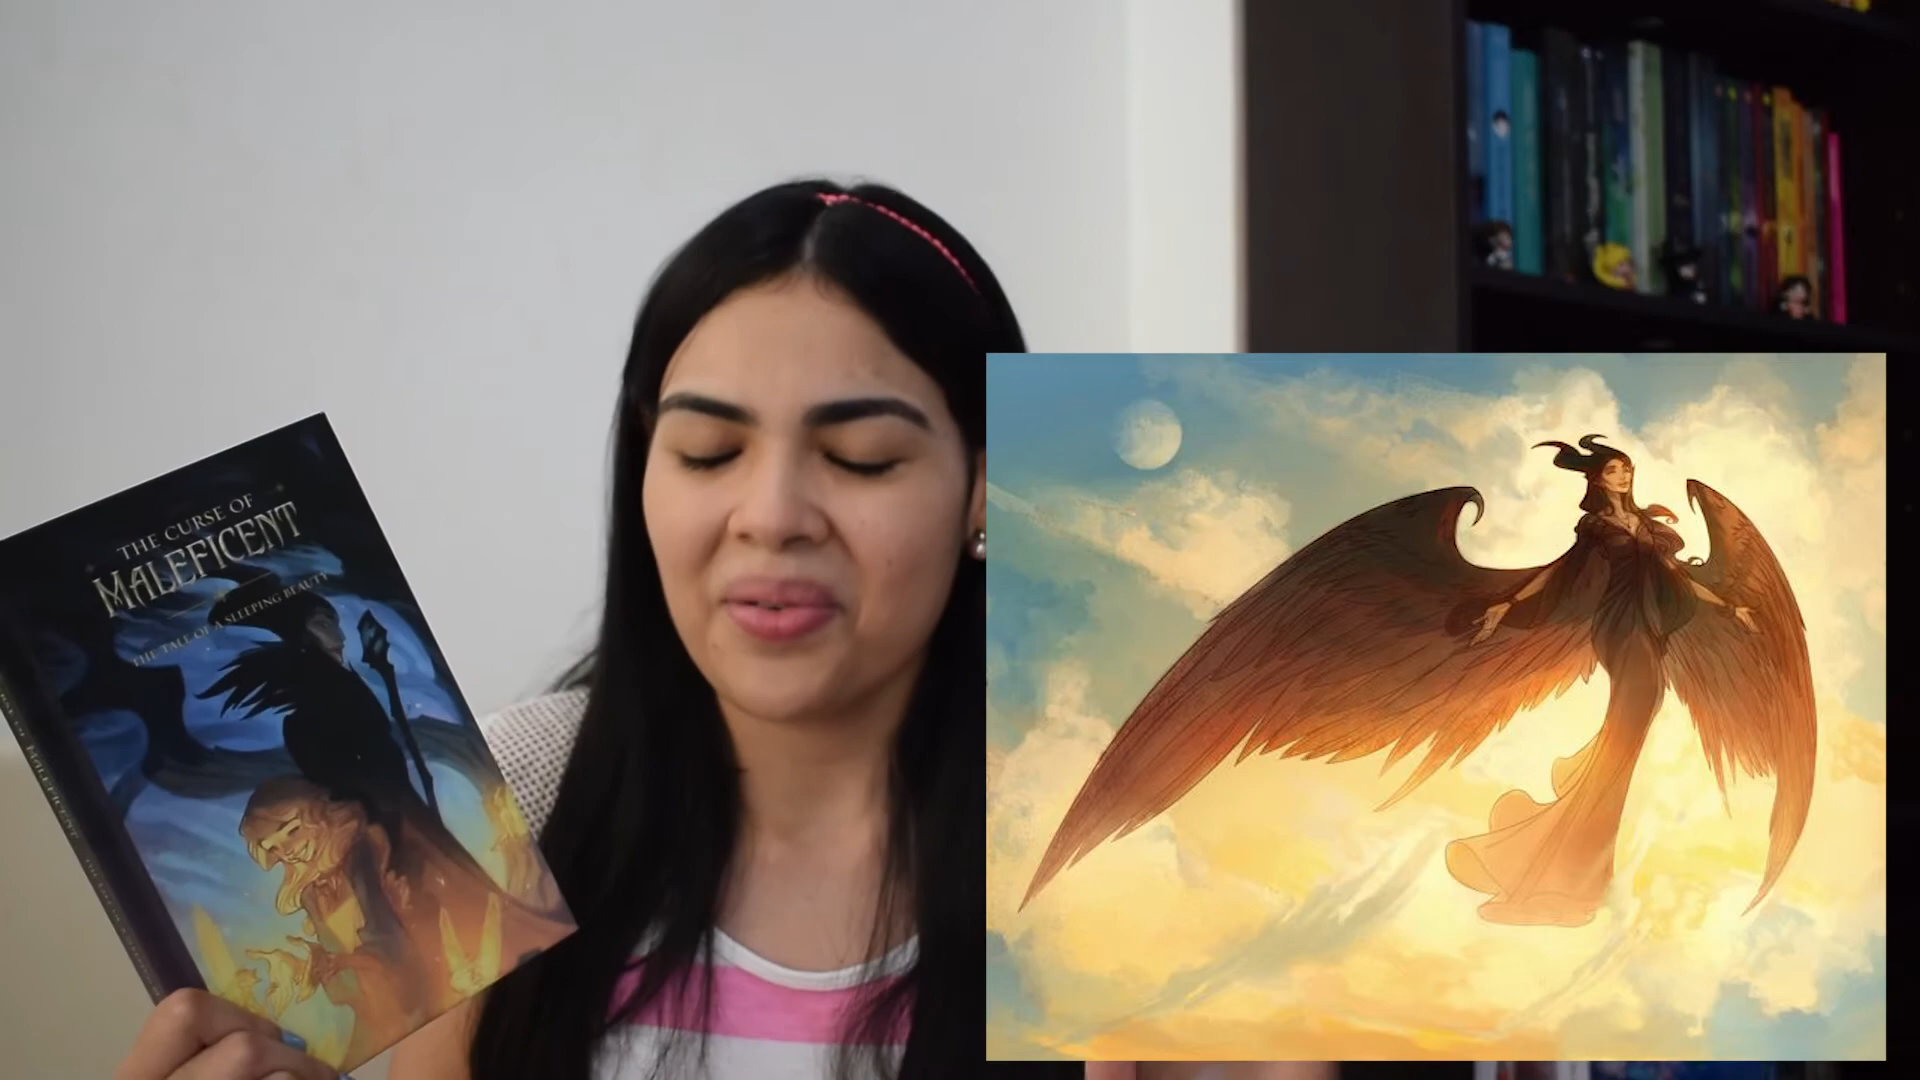 THE CURSE OF
MALEFICENT
THE TALE OF A SLEEPING BEAUTY